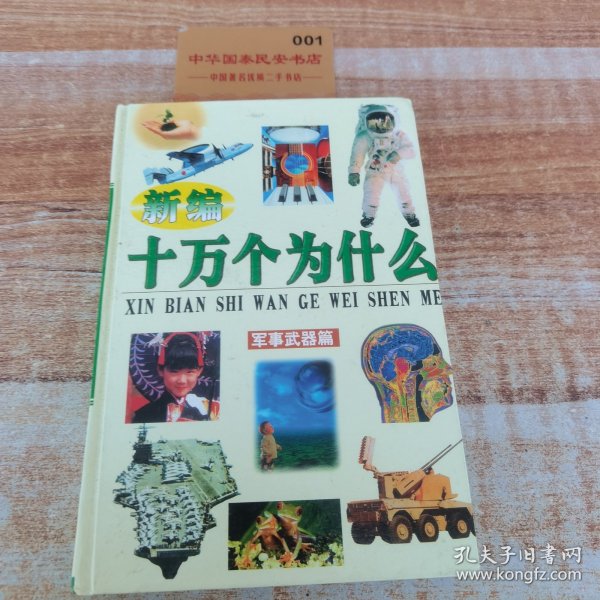 001
中华国泰民安书店
中国著名线购二手书店
新编
十万个为什么
XIN BIAN SHI WAN GE WEI SHEN ME
军事武器篇
孔夫子旧书网
www.kongfz.com